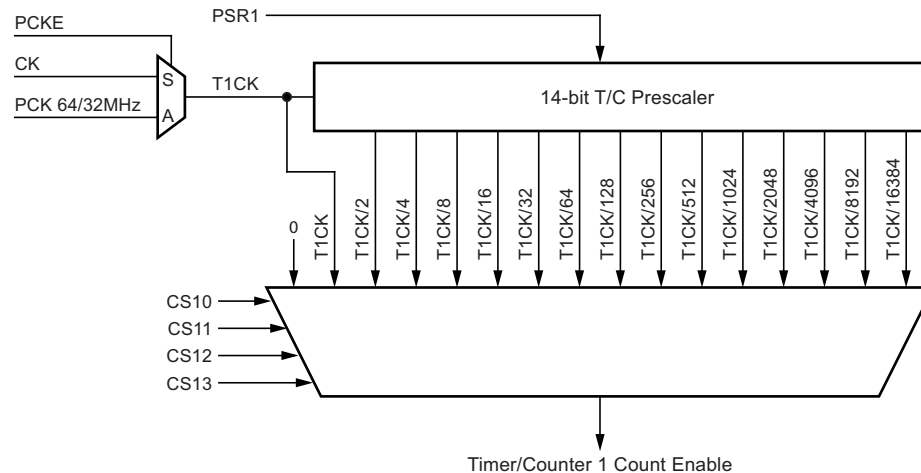 PSR1
PCKE
CK
PCK 64/32MHz
S
A
T1CK
14-bit T/C Prescaler
0
T1CK
T1CK/2
T1CK/4
T1CK/8
T1CK/16
T1CK/32
T1CK/64
T1CK/128
T1CK/256
T1CK/512
T1CK/1024
T1CK/2048
T1CK/4096
T1CK/8192
T1CK/16384
CS10
CS11
CS12
CS13
Timer/Counter 1 Count Enable